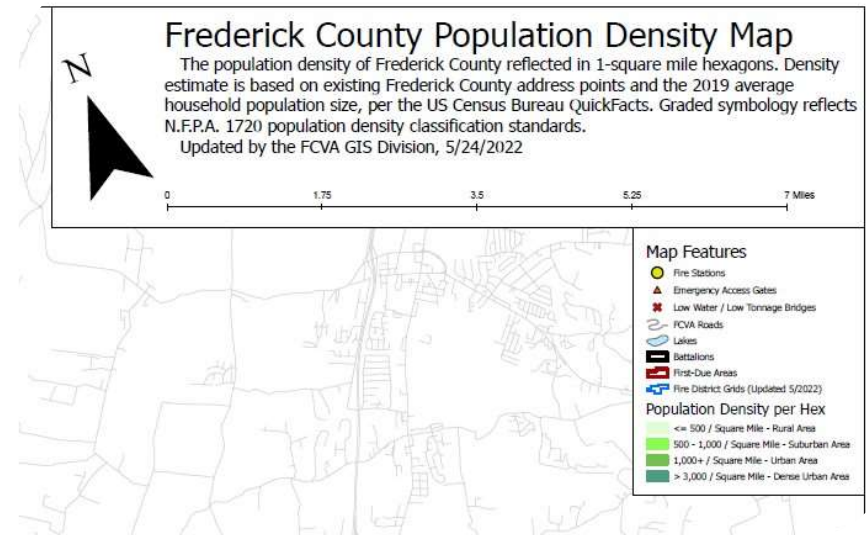 Frederick County Population Density Map
The population density of Frederick County reflected in 1-square mile hexagons. Density
estimate is based on existing Frederick County address points and the 2019 average
household population size, per the US Census Bureau QuickFacts. Graded symbology reflects
N.F.P.A. 1720 population density classification standards.
Updated by the FCVA GIS Division, 5/24/2022
N
0 1.75 3.5 5.25 7 Miles
Map Features
Fire Stations
Emergency Access Gates
Low Water / Low Tonnage Bridges
FCVA Roads
Lakes
Battalions
First-Due Areas
Fire District Grids (Updated 5/2022)
Population Density per Hex
<= 500 / Square Mile - Rural Area
500 - 1,000 / Square Mile - Suburban Area
1,000+ / Square Mile - Urban Area
> 3,000 / Square Mile - Dense Urban Area